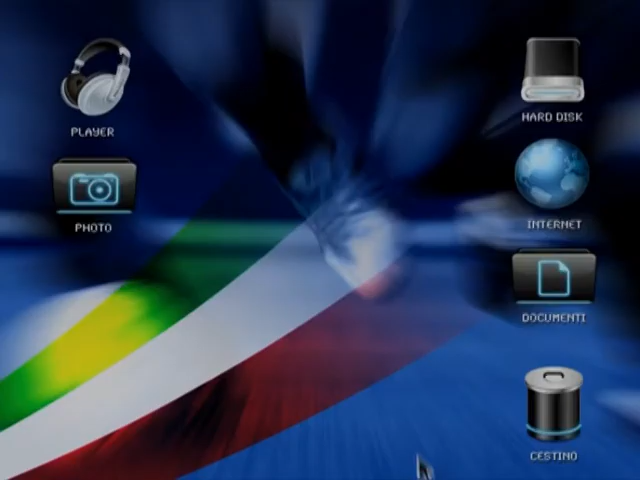 PLAYER
PHOTO
HARD DISK
INTERNET
DOCUMENTI
CESTINO